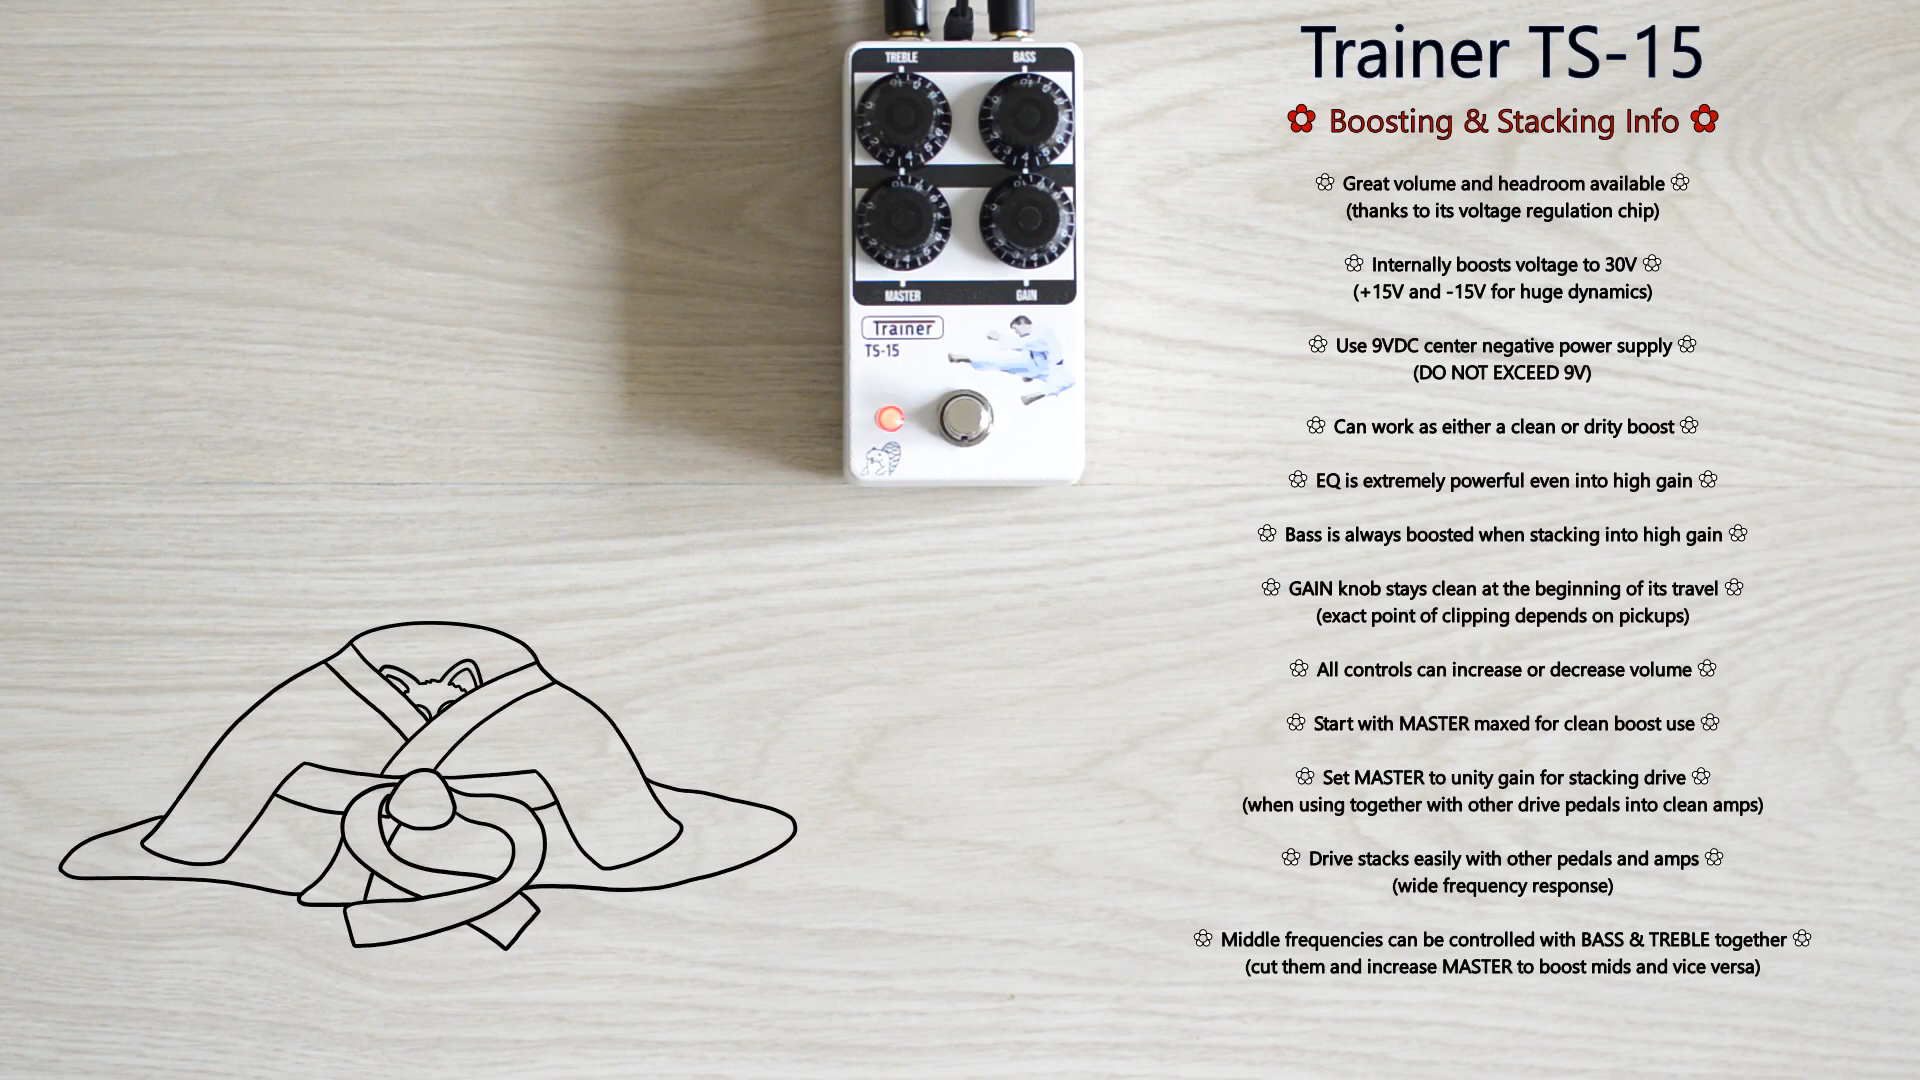 Trainer TS-15
Boosting & Stacking Info
Great volume and headroom available
(thanks to its voltage regulation chip)
Internally boosts voltage to 30V
(+15V and -15V for huge dynamics)
Use 9VDC center negative power supply
(DO NOT EXCEED 9V)
Can work as either a clean or drity boost
EQ is extremely powerful even into high gain
Bass is always boosted when stacking into high gain
GAIN knob stays clean at the beginning of its travel
(exact point of clipping depends on pickups)
All controls can increase or decrease volume
Start with MASTER maxed for clean boost use
Set MASTER to unity gain for stacking drive
(when using together with other drive pedals into clean amps)
Drive stacks easily with other pedals and amps
(wide frequency response)
Middle frequencies can be controlled with BASS & TREBLE together
(cut them and increase MASTER to boost mids and vice versa)
TREBLE BASS
MASTER GAIN
Trainer
TS-15